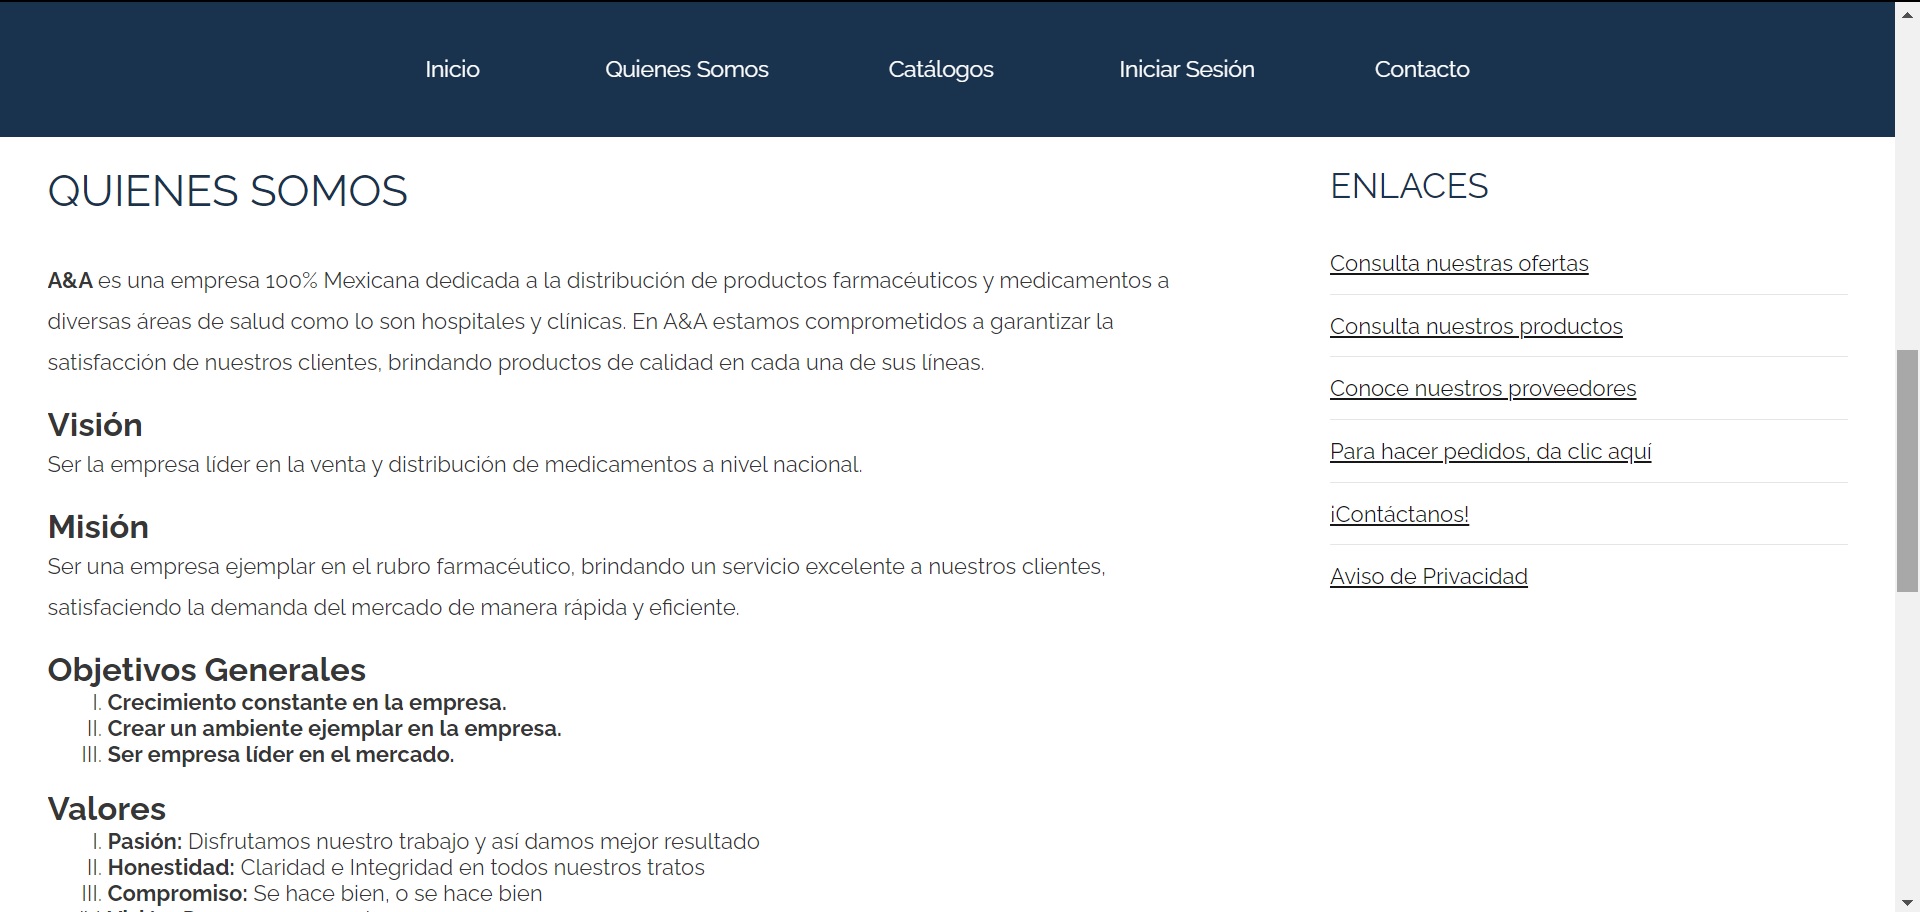 Inicio Quienes Somos Catálogos Iniciar Sesión Contacto
QUIENES SOMOS
A&A es una empresa 100% Mexicana dedicada a la distribución de productos farmacéuticos y medicamentos a
diversas áreas de salud como lo son hospitales y clínicas. En A&A estamos comprometidos a garantizar la
satisfacción de nuestros clientes, brindando productos de calidad en cada una de sus líneas.
Visión
Ser la empresa líder en la venta y distribución de medicamentos a nivel nacional.
Misión
Ser una empresa ejemplar en el rubro farmacéutico, brindando un servicio excelente a nuestros clientes,
satisfaciendo la demanda del mercado de manera rápida y eficiente.
Objetivos Generales
I. Crecimiento constante en la empresa.
II. Crear un ambiente ejemplar en la empresa.
III. Ser empresa líder en el mercado.
Valores
I. Pasión: Disfrutamos nuestro trabajo y así damos mejor resultado
II. Honestidad: Claridad e Integridad en todos nuestros tratos
III. Compromiso: Se hace bien, o se hace bien
ENLACES
Consulta nuestras ofertas
Consulta nuestros productos
Conoce nuestros proveedores
Para hacer pedidos, da clic aquí
¡Contáctanos!
Aviso de Privacidad